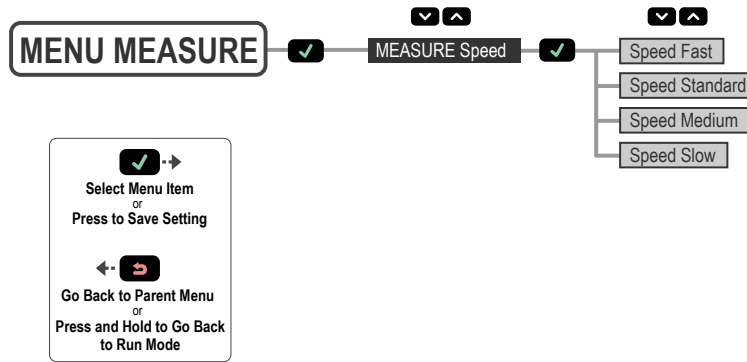 MENU MEASURE
MEASURE Speed
Speed Fast
Speed Standard
Speed Medium
Speed Slow
Select Menu Item
or
Press to Save Setting
Go Back to Parent Menu
or
Press and Hold to Go Back
to Run Mode